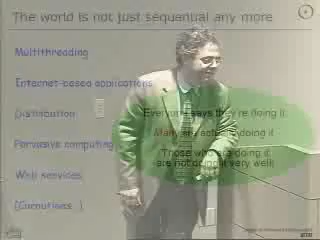 The world is not just sequential any more
Multithreading
Internet-based applications
Distribution
Everyone says they're doing it.
Many are actually doing it
Pervasive computing
Those who are doing it
are not doing it very well
Web services